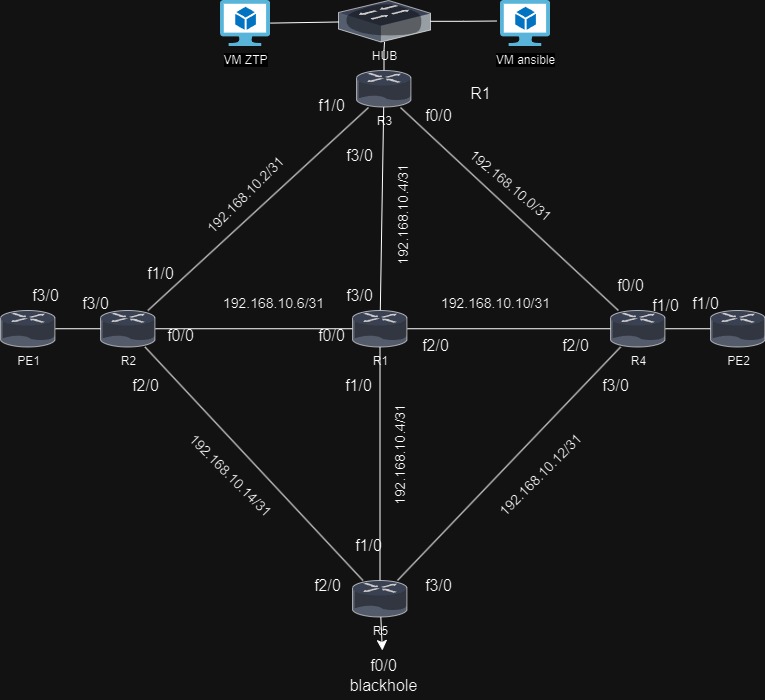 VM ZTP
HUB
VM ansible
R1
f1/0
R3
f0/0
f3/0
192.168.10.2/31
192.168.10.4/31
192.168.10.0/31
f1/0
f0/0
f3/0
f3/0
192.168.10.6/31
f3/0
192.168.10.10/31
f1/0
f1/0
f0/0
f0/0
f2/0
f2/0
PE1
R2
R1
R4
PE2
f2/0
f1/0
f3/0
192.168.10.14/31
192.168.10.4/31
192.168.10.12/31
f1/0
f2/0
f3/0
R5
f0/0
blackhole